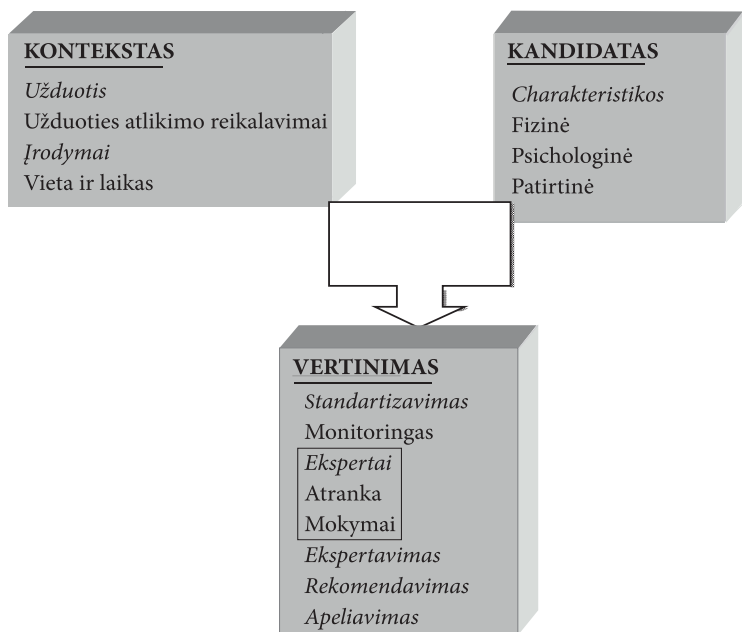 KONTEKSTAS
Užduotis
Užduoties atlikimo reikalavimai
Įrodymai
Vieta ir laikas
KANDIDATAS
Charakteristikos
Fizinė
Psichologinė
Patirtinė
VERTINIMAS
Standartizavimas
Monitoringas
Ekspertai
Atranka
Mokymai
Ekspertavimas
Rekomendavimas
Apeliavimas